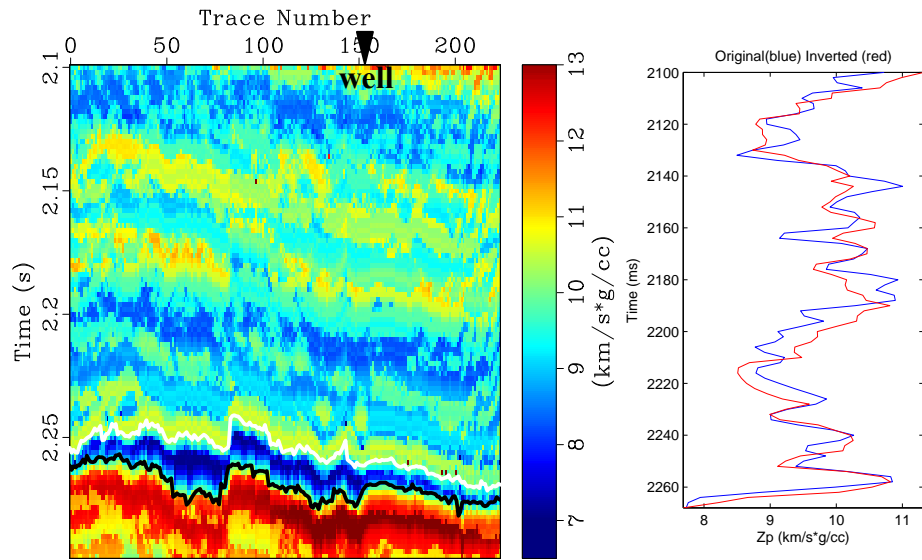 Trace Number
0 50 100 150 200
well
2.1
2.15
2.2
2.25
Time (s)
13
12
11
10
9
8
7
(km/s*g/cc)
Original(blue) Inverted (red)
2100
2120
2140
2160
2180
2200
2220
2240
2260
Time (ms)
8 9 10 11
Zp (km/s*g/cc)